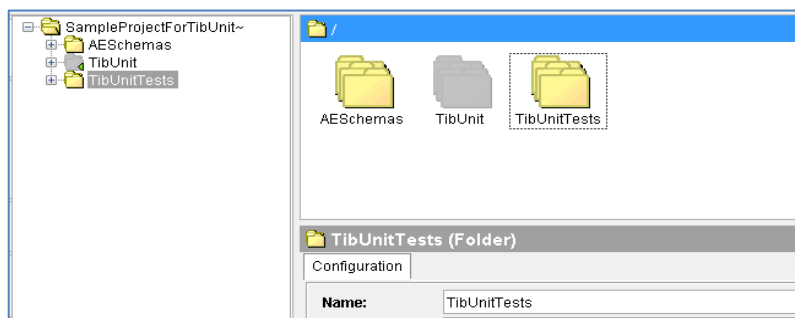 SampleProjectForTibUnit~
AESchemas
TibUnit
TibUnitTests
/
AESchemas TibUnit TibUnitTests
TibUnitTests (Folder)
Configuration
Name: TibUnitTests